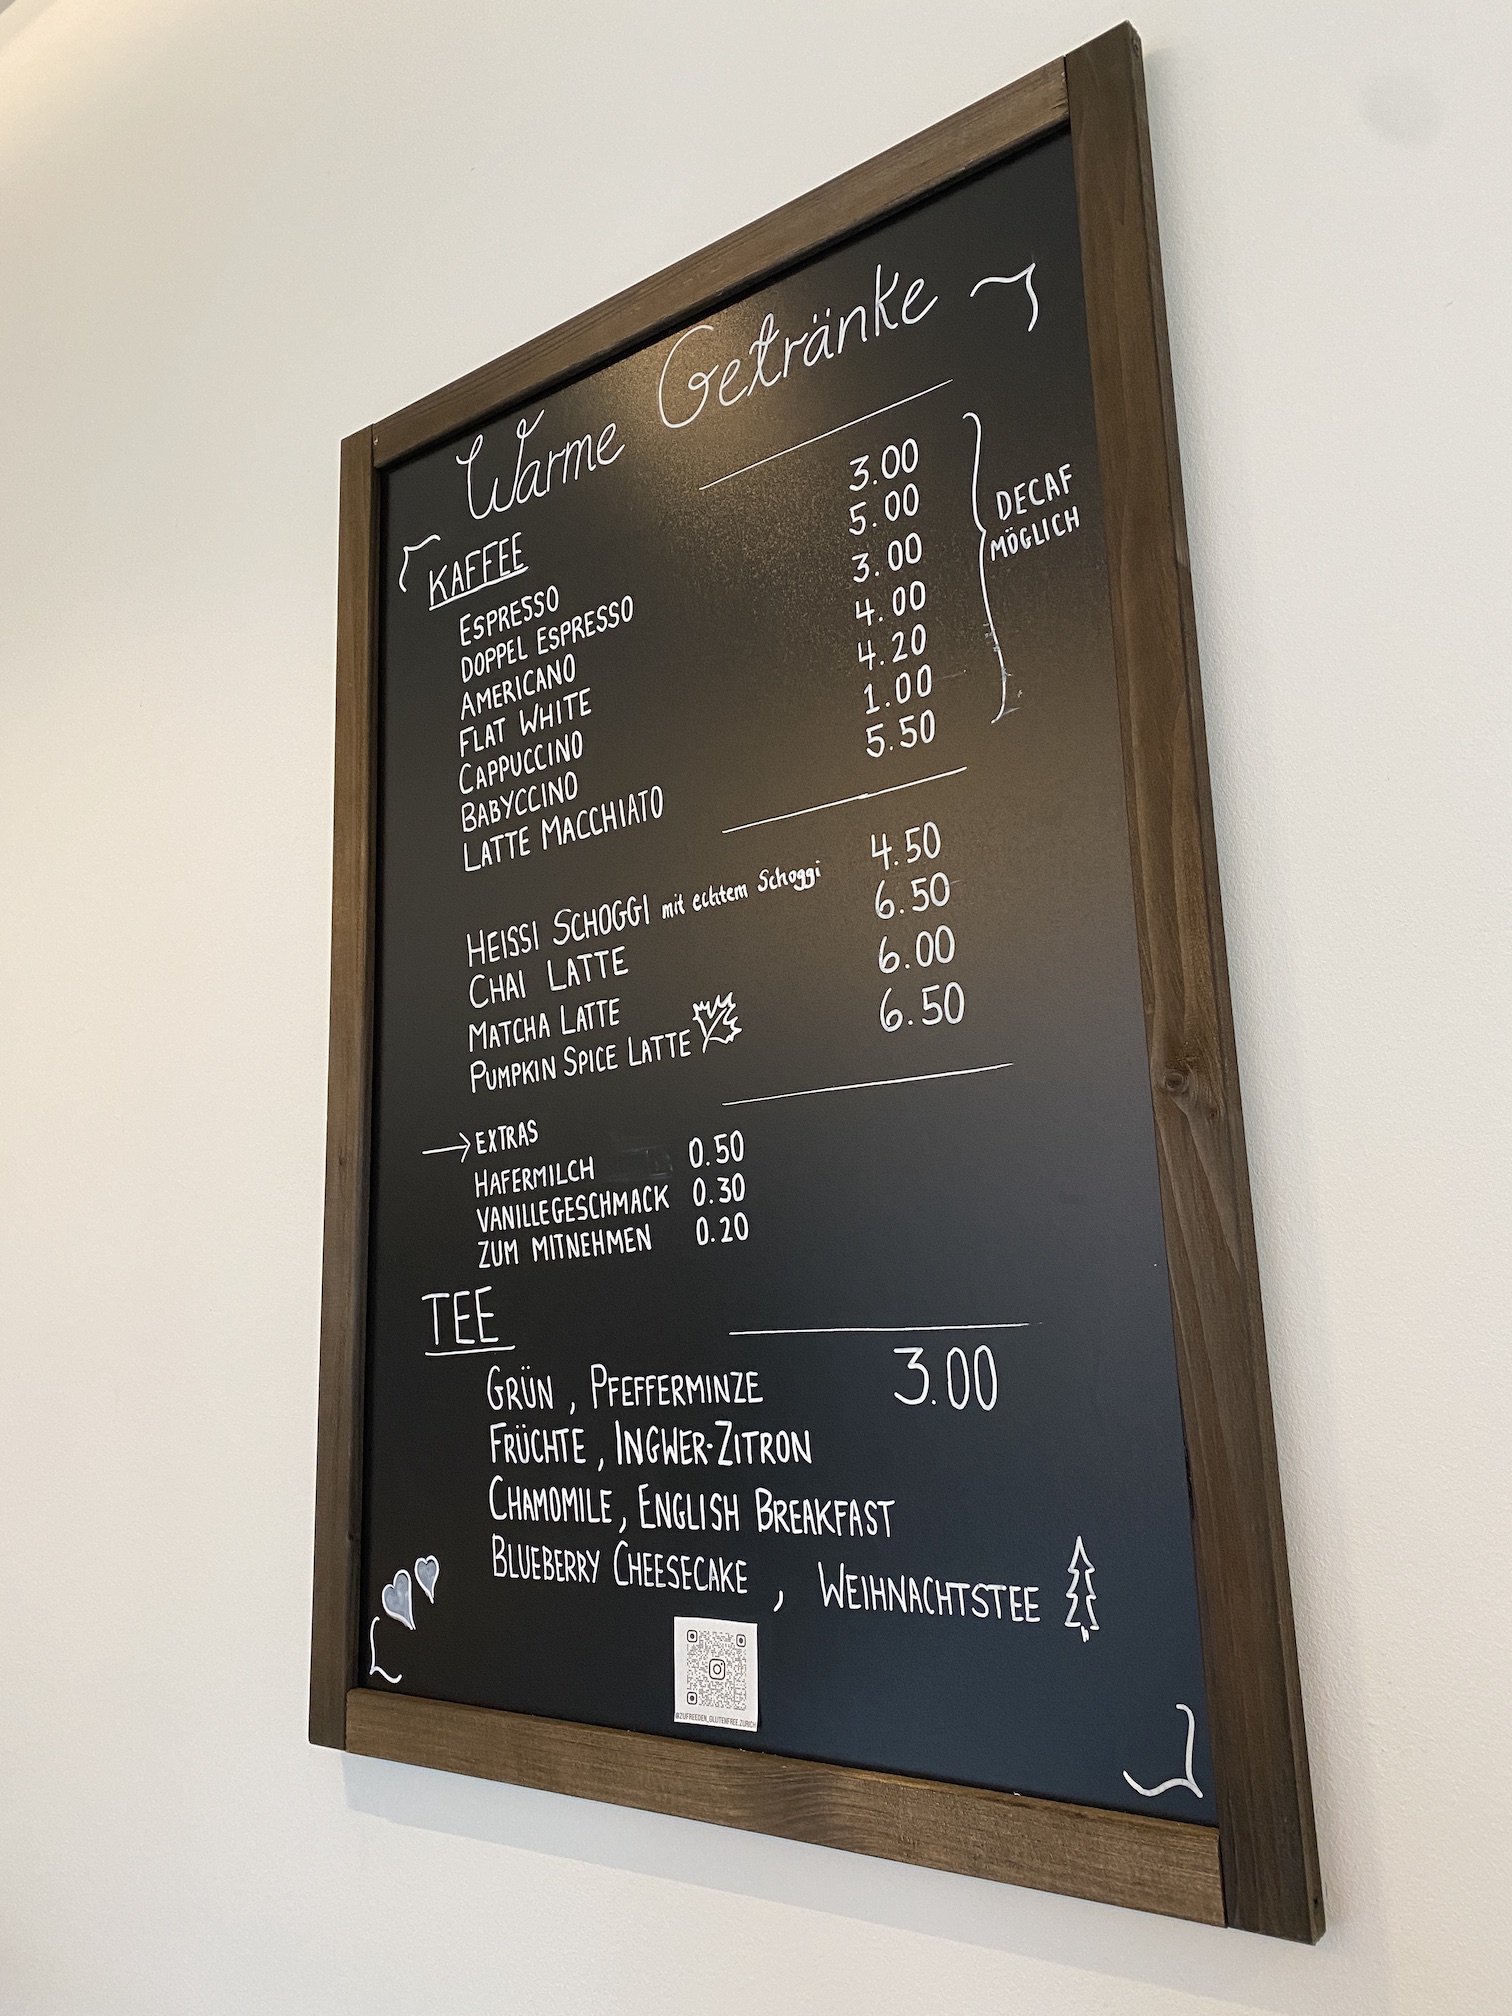 Warme Getränke
KAFFEE
ESPRESSO 3.00
DOPPEL ESPRESSO 5.00
AMERICANO 3.00
FLAT WHITE 4.00
CAPPUCCINO 4.20
BABYCCINO 1.00
LATTE MACCHIATO 5.50
DECAF
MÖGLICH
HEISSI SCHOGGI mit echtem Schoggi 4.50
CHAI LATTE 6.50
MATCHA LATTE 6.00
PUMPKIN SPICE LATTE 6.50
→ EXTRAS
HAFERMILCH 0.50
VANILLEGESCHMACK 0.30
ZUM MITNEHMEN 0.20
TEE
GRÜN, PFEFFERMINZE 3.00
FRÜCHTE, INGWER-ZITRON
CHAMOMILE, ENGLISH BREAKFAST
BLUEBERRY CHEESECAKE, WEIHNACHTSTEE
@ZUFREEDEN_GLUTENFREE.ZURICH